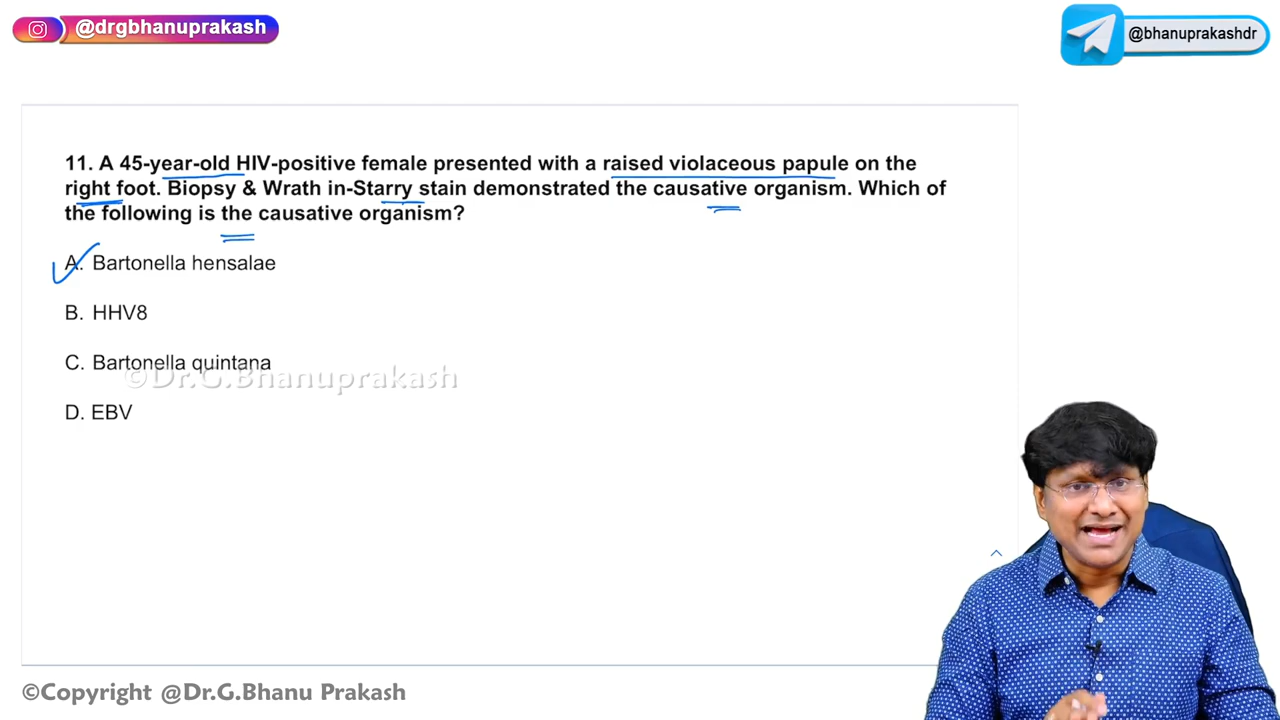 @drgbhanuprakash
@bhanuprakashdr
11. A 45-year-old HIV-positive female presented with a raised violaceous papule on the
right foot. Biopsy & Wrath in-Starry stain demonstrated the causative organism. Which of
the following is the causative organism?
A. Bartonella hensalae
B. HHV8
C. Bartonella quintana
©Dr.G.Bhanuprakash
D. EBV
©Copyright @Dr.G.Bhanu Prakash